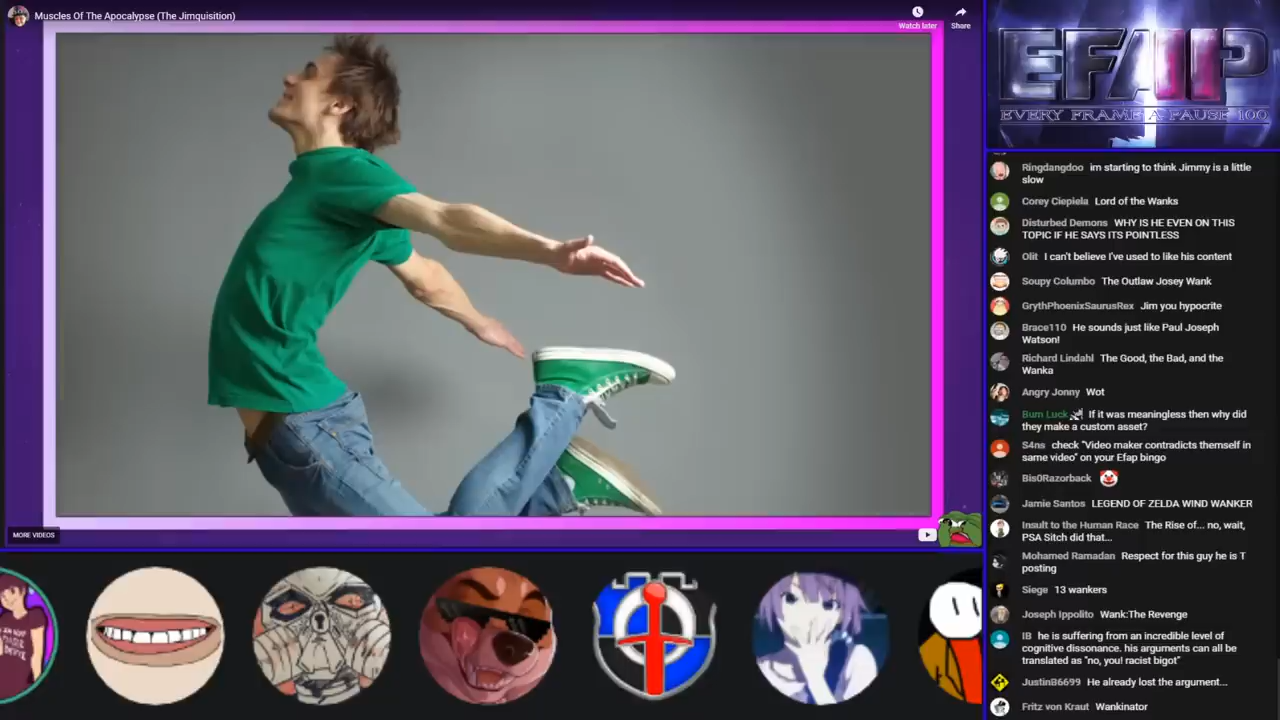 Muscles Of The Apocalypse (The Jimquisition)
Watch later
Share
MORE VIDEOS
EFAIP
EVERY FRAME A PAUSE 100
Ringdangdoo im starting to think Jimmy is a little
slow
Corey Ciepiela Lord of the Wanks
Disturbed Demons WHY IS HE EVEN ON THIS
TOPIC IF HE SAYS ITS POINTLESS
Olit I can't believe I've used to like his content
Soupy Columbo The Outlaw Josey Wank
GrythPhoenixSaurusRex Jim you hypocrite
Brace110 He sounds just like Paul Joseph
Watson!
Richard Lindahl The Good, the Bad, and the
Wanka
Angry Jonny Wot
Bum Luck If it was meaningless then why did
they make a custom asset?
S4ns check "Video maker contradicts themself in
same video" on your Efap bingo
Bis0Razorback
Jamie Santos LEGEND OF ZELDA WIND WANKER
Insult to the Human Race The Rise of... no, wait,
PSA Sitch did that...
Mohamed Ramadan Respect for this guy he is T
posting
Siege 13 wankers
Joseph Ippolito Wank:The Revenge
IB he is suffering from an incredible level of
cognitive dissonance. his arguments can all be
translated as "no, you! racist bigot"
JustinB6699 He already lost the argument...
Fritz von Kraut Wankinator